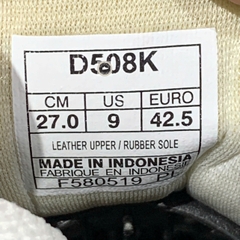 D508K
CM US EURO
27.0 9 42.5
LEATHER UPPER / RUBBER SOLE
MADE IN INDONESIA
FABRIQUE EN INDONESIE
F580519